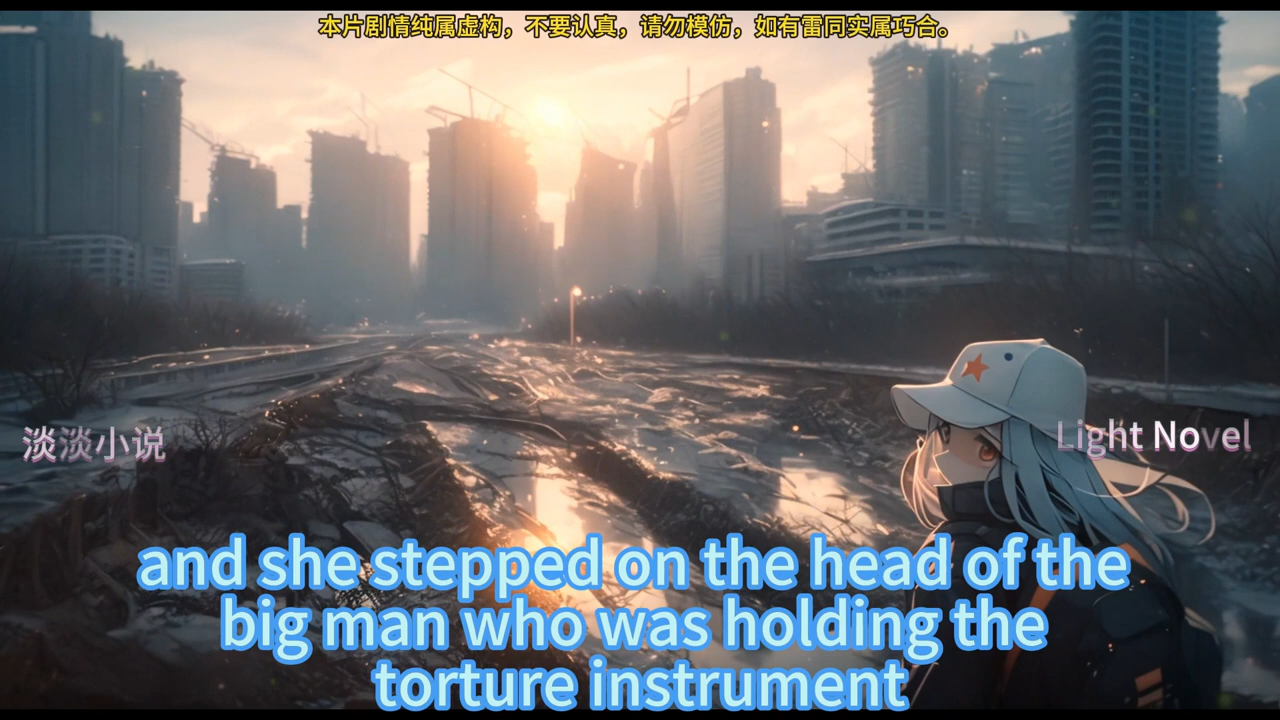 本片剧情纯属虚构，不要认真，请勿模仿，如有雷同实属巧合。
淡淡小说
Light Novel
and she stepped on the head of the
big man who was holding the
torture instrument